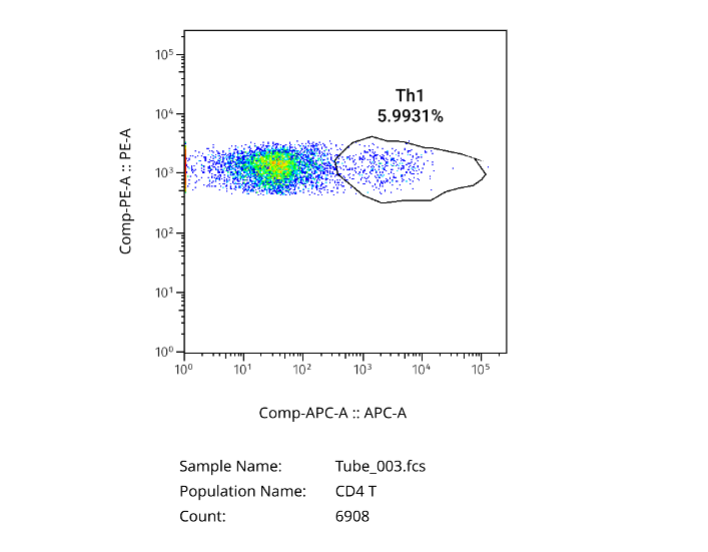 10⁵
Th1
5.9931%
10⁴
10³
10²
10¹
10⁰
Comp-PE-A :: PE-A
10⁰ 10¹ 10² 10³ 10⁴ 10⁵
Comp-APC-A :: APC-A
Sample Name: Tube_003.fcs
Population Name: CD4 T
Count: 6908